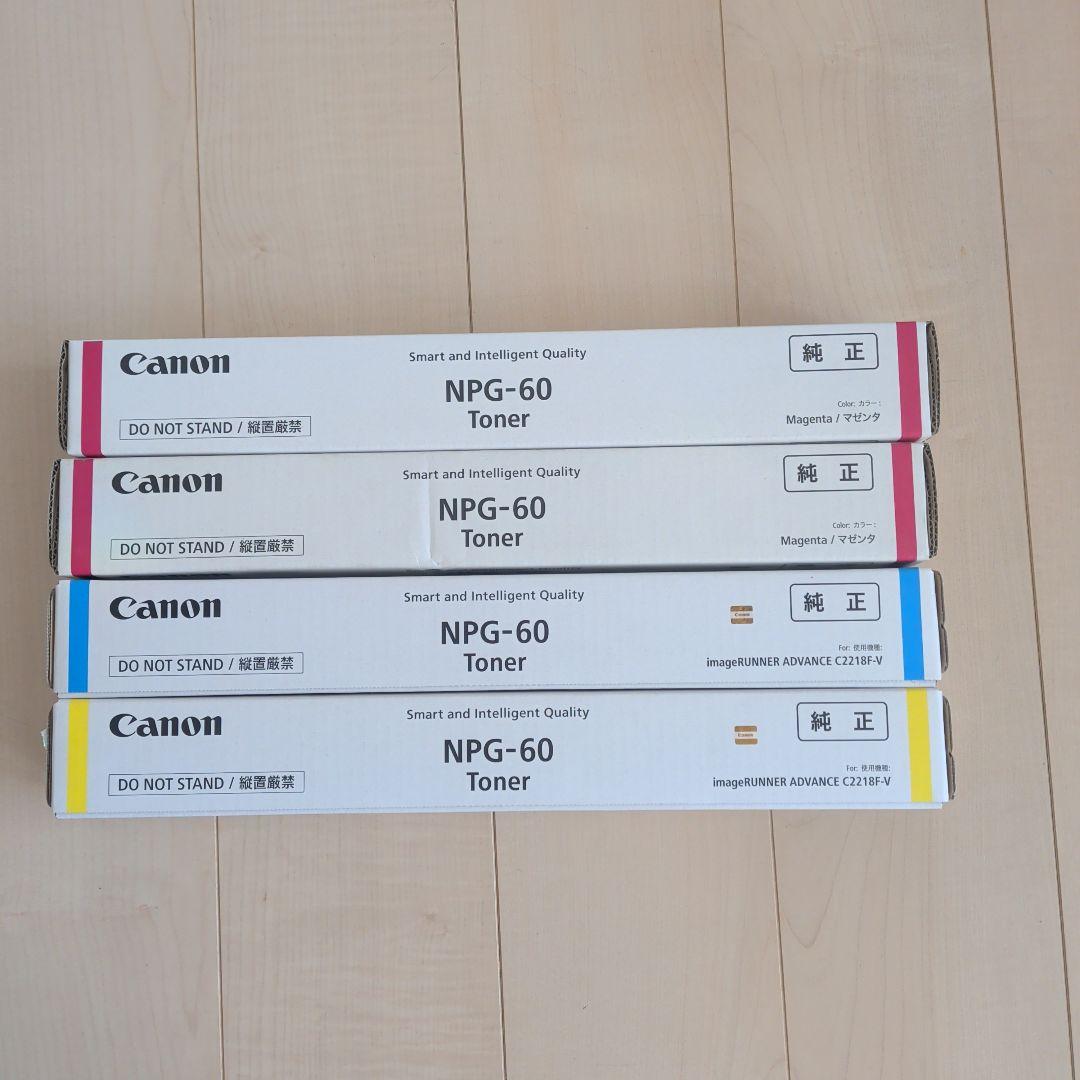 Canon
Smart and Intelligent Quality
純正
NPG-60
Toner
DO NOT STAND / 縦置厳禁
Color: カラー:
Magenta / マゼンタ
Canon
Smart and Intelligent Quality
純正
NPG-60
Toner
DO NOT STAND / 縦置厳禁
Color: カラー:
Magenta / マゼンタ
Canon
Smart and Intelligent Quality
Canon
純正
NPG-60
Toner
DO NOT STAND / 縦置厳禁
For: 使用機種:
imageRUNNER ADVANCE C2218F-V
Canon
Smart and Intelligent Quality
Canon
純正
NPG-60
Toner
DO NOT STAND / 縦置厳禁
For: 使用機種:
imageRUNNER ADVANCE C2218F-V